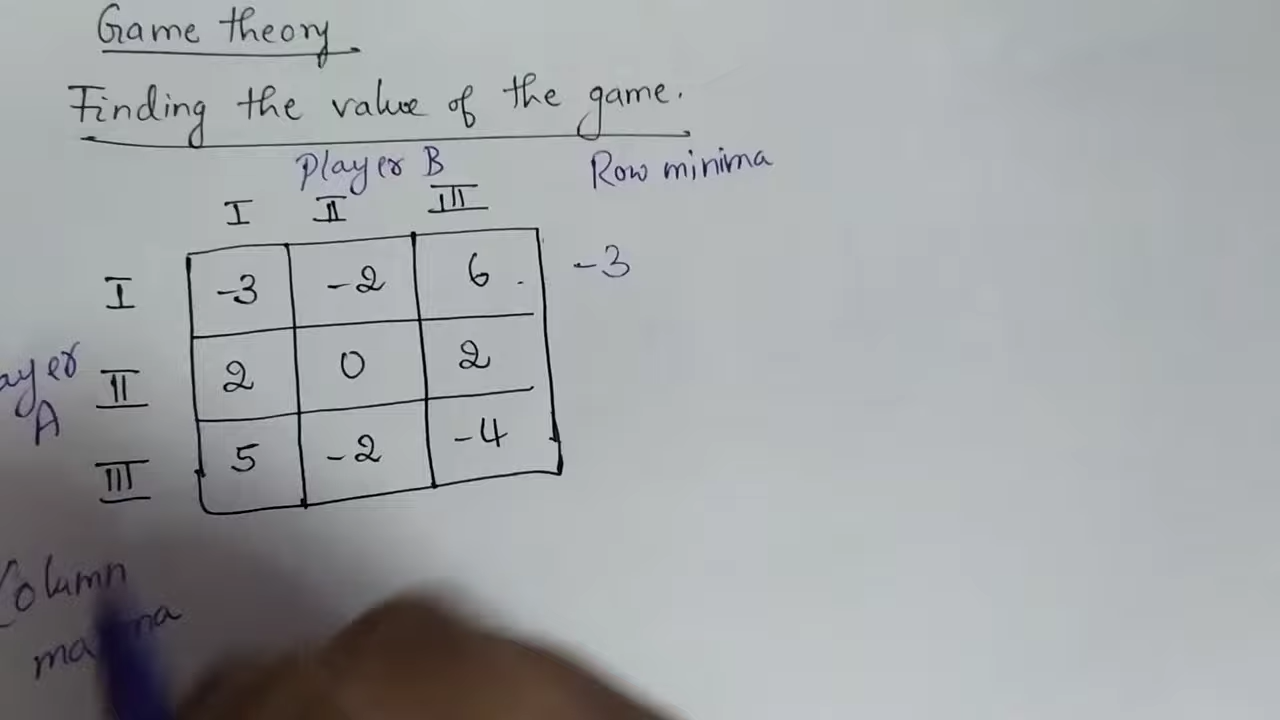 Game theory
Finding the value of the game.
Player B Row minima
I II III
I -3 -2 6 -3
II 2 0 2
A
III 5 -2 -4